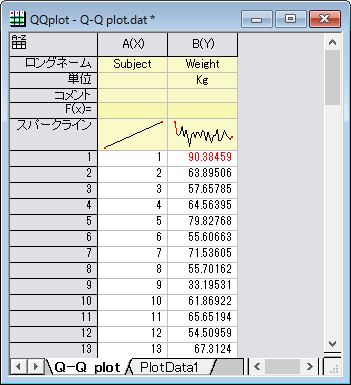 QQplot - Q-Q plot.dat *
A(X) B(Y)
ロングネーム Subject Weight
単位 Kg
コメント
F(x)=
スパークライン
1 1 90.38459
2 2 63.89506
3 3 57.65785
4 4 64.56395
5 5 79.82768
6 6 55.60663
7 7 71.53605
8 8 55.70162
9 9 33.19531
10 10 61.86922
11 11 65.65194
12 12 54.50959
13 13 67.3124
Q-Q plot PlotData1